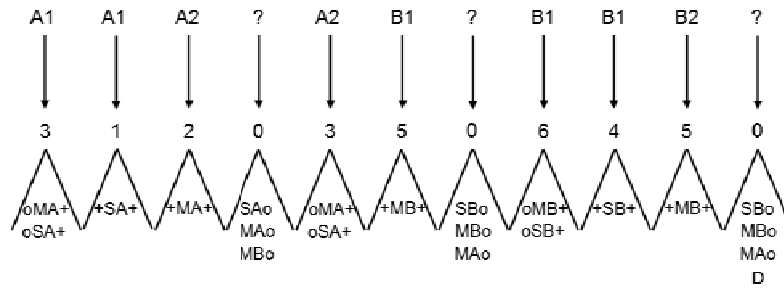 A1 A1 A2 ? A2 B1 ? B1 B1 B2 ?
3 1 2 0 3 5 0 6 4 5 0
oMA+ +SA+ +MA+ SAo oMA+ +MB+ SBo oMB+ +SB+ +MB+ SBo
oSA+ MAo oSA+ MBo oSB+ MBo
MBo MAo MAo
D